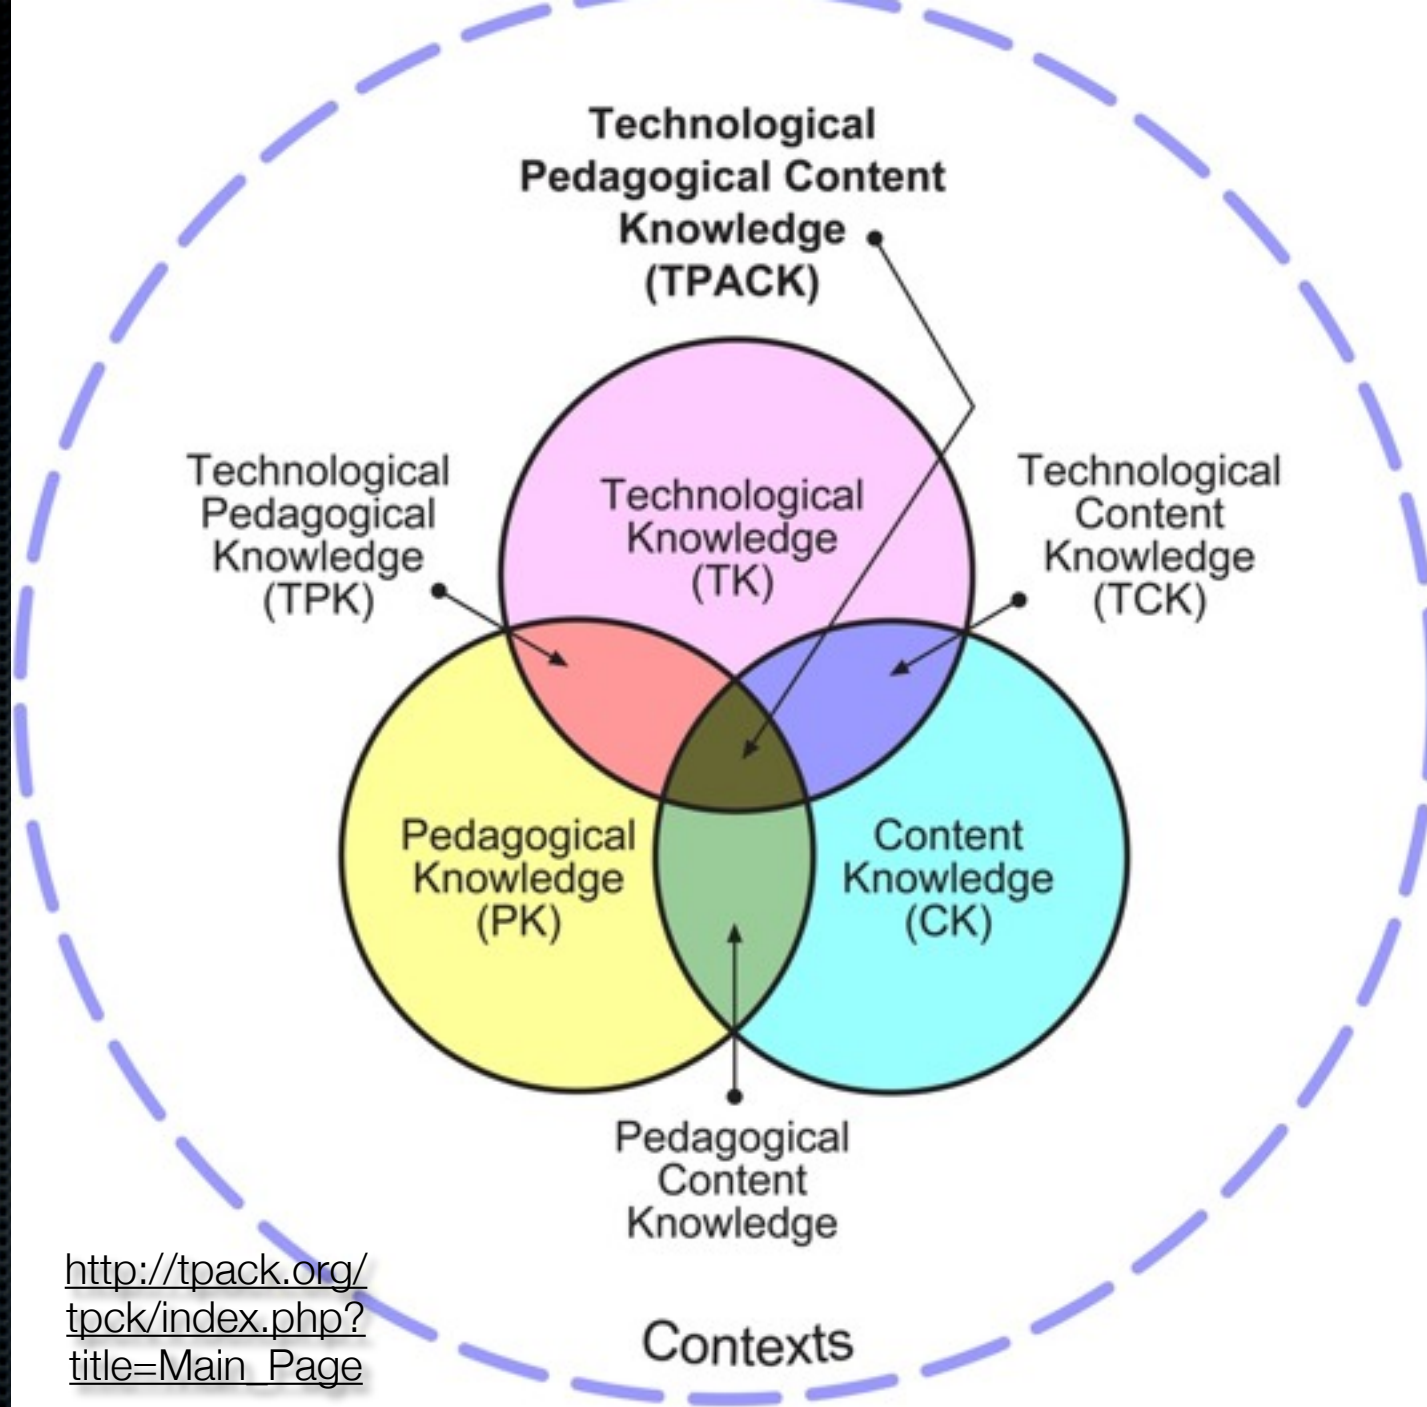 Technological
Pedagogical Content
Knowledge
(TPACK)
Technological
Pedagogical
Knowledge
(TPK)
Technological
Knowledge
(TK)
Technological
Content
Knowledge
(TCK)
Pedagogical
Knowledge
(PK)
Content
Knowledge
(CK)
Pedagogical
Content
Knowledge
http://tpack.org/
tpck/index.php?
title=Main_Page
Contexts